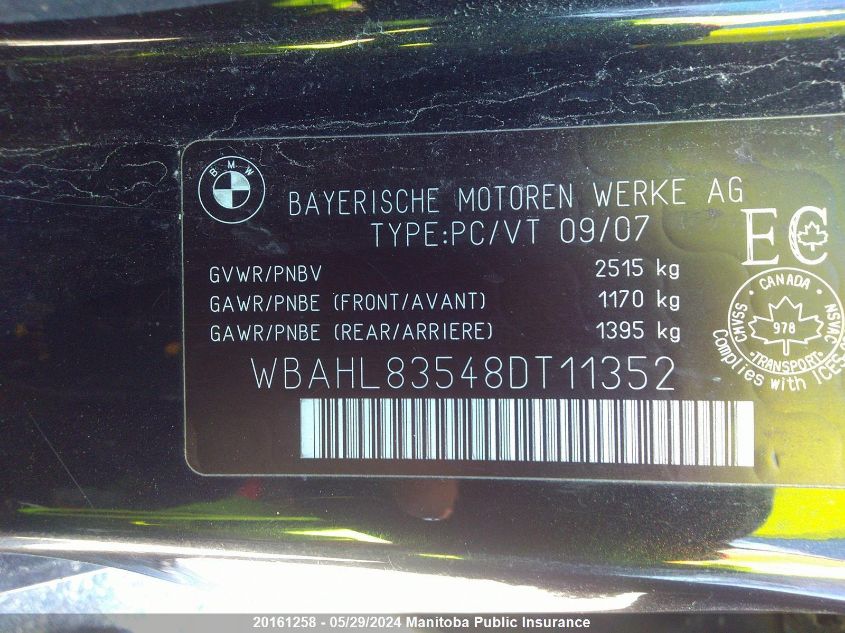 BMW
BAYERISCHE MOTOREN WERKE AG
TYPE:PC/VT 09/07
GVWR/PNBV 2515 kg
GAWR/PNBE (FRONT/AVANT) 1170 kg
GAWR/PNBE (REAR/ARRIERE) 1395 kg
WBAHL83548DT11352
EC
CANADA
CMVSS
NSVAC
978
TRANSPORT
Complies with ICES
20161258 - 05/29/2024 Manitoba Public Insurance